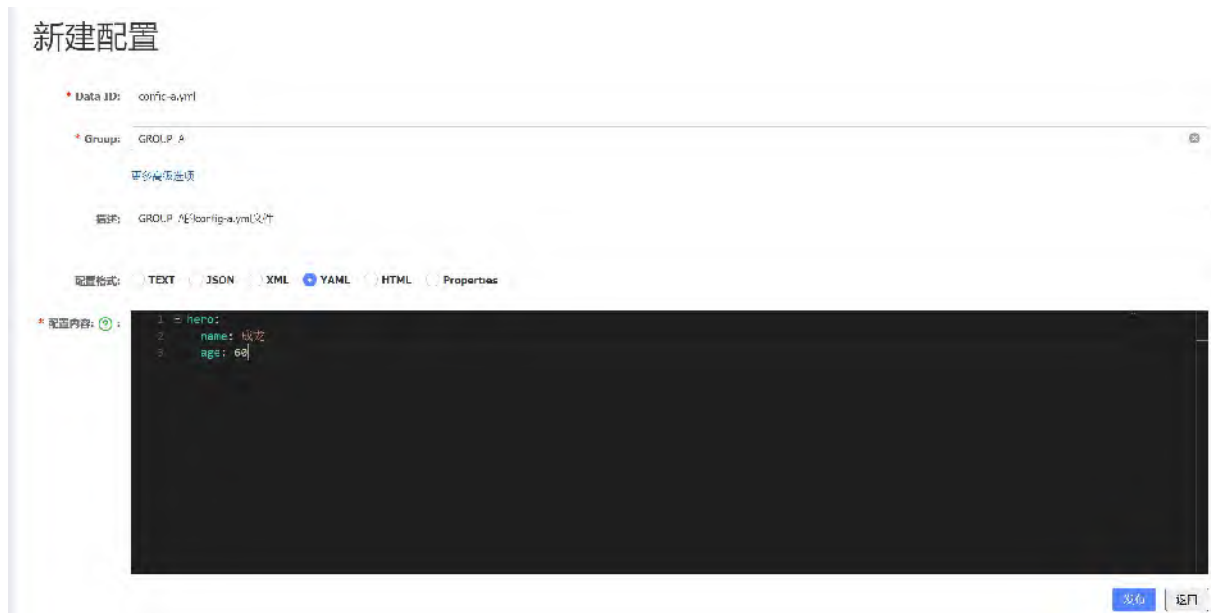 新建配置
* Data ID: config-a.yml
* Group: GROUP_A
更多高级选项
描述: GROUP_A的config-a.yml文件
配置格式: TEXT JSON XML YAML HTML Properties
* 配置内容: ? :
1 hero:
2 name: 成龙
3 age: 60
发布 返回